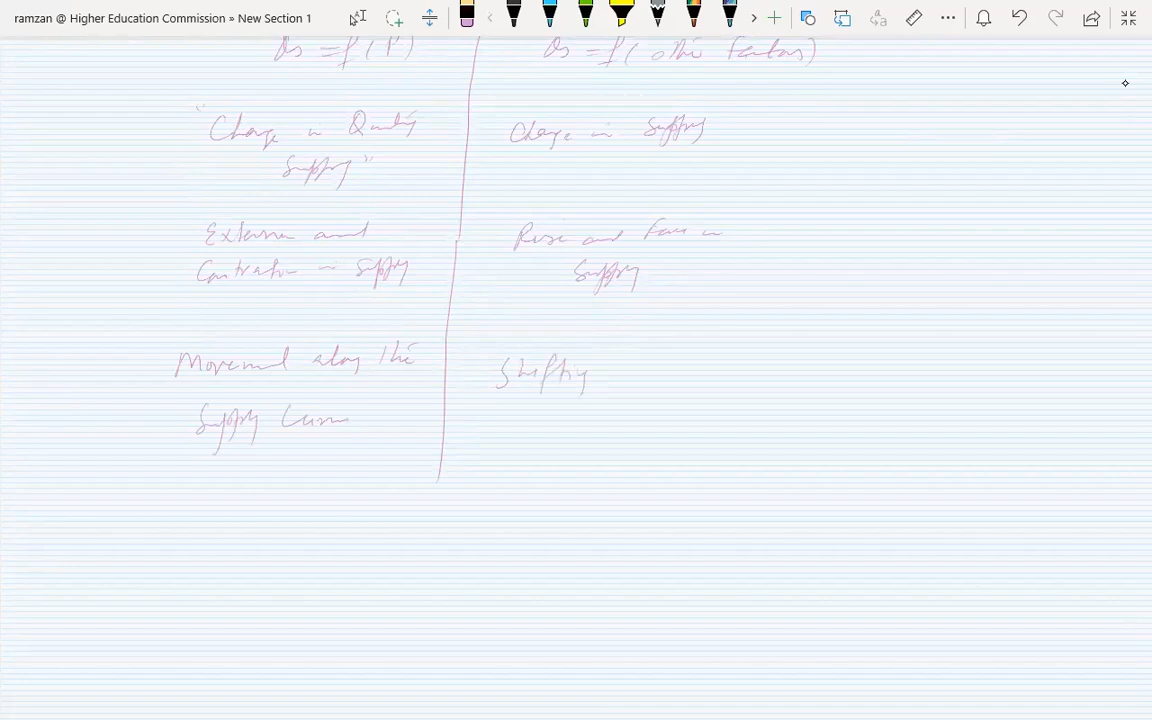 ramzan @ Higher Education Commission » New Section 1
Qs = f(P)
Qs = f( other Factors)
"Change in Quantity
Supply"
Change in Supply
Extension and
Contraction in Supply
Rise and Fall in
Supply
Movement along the
Supply Curve
Shifting